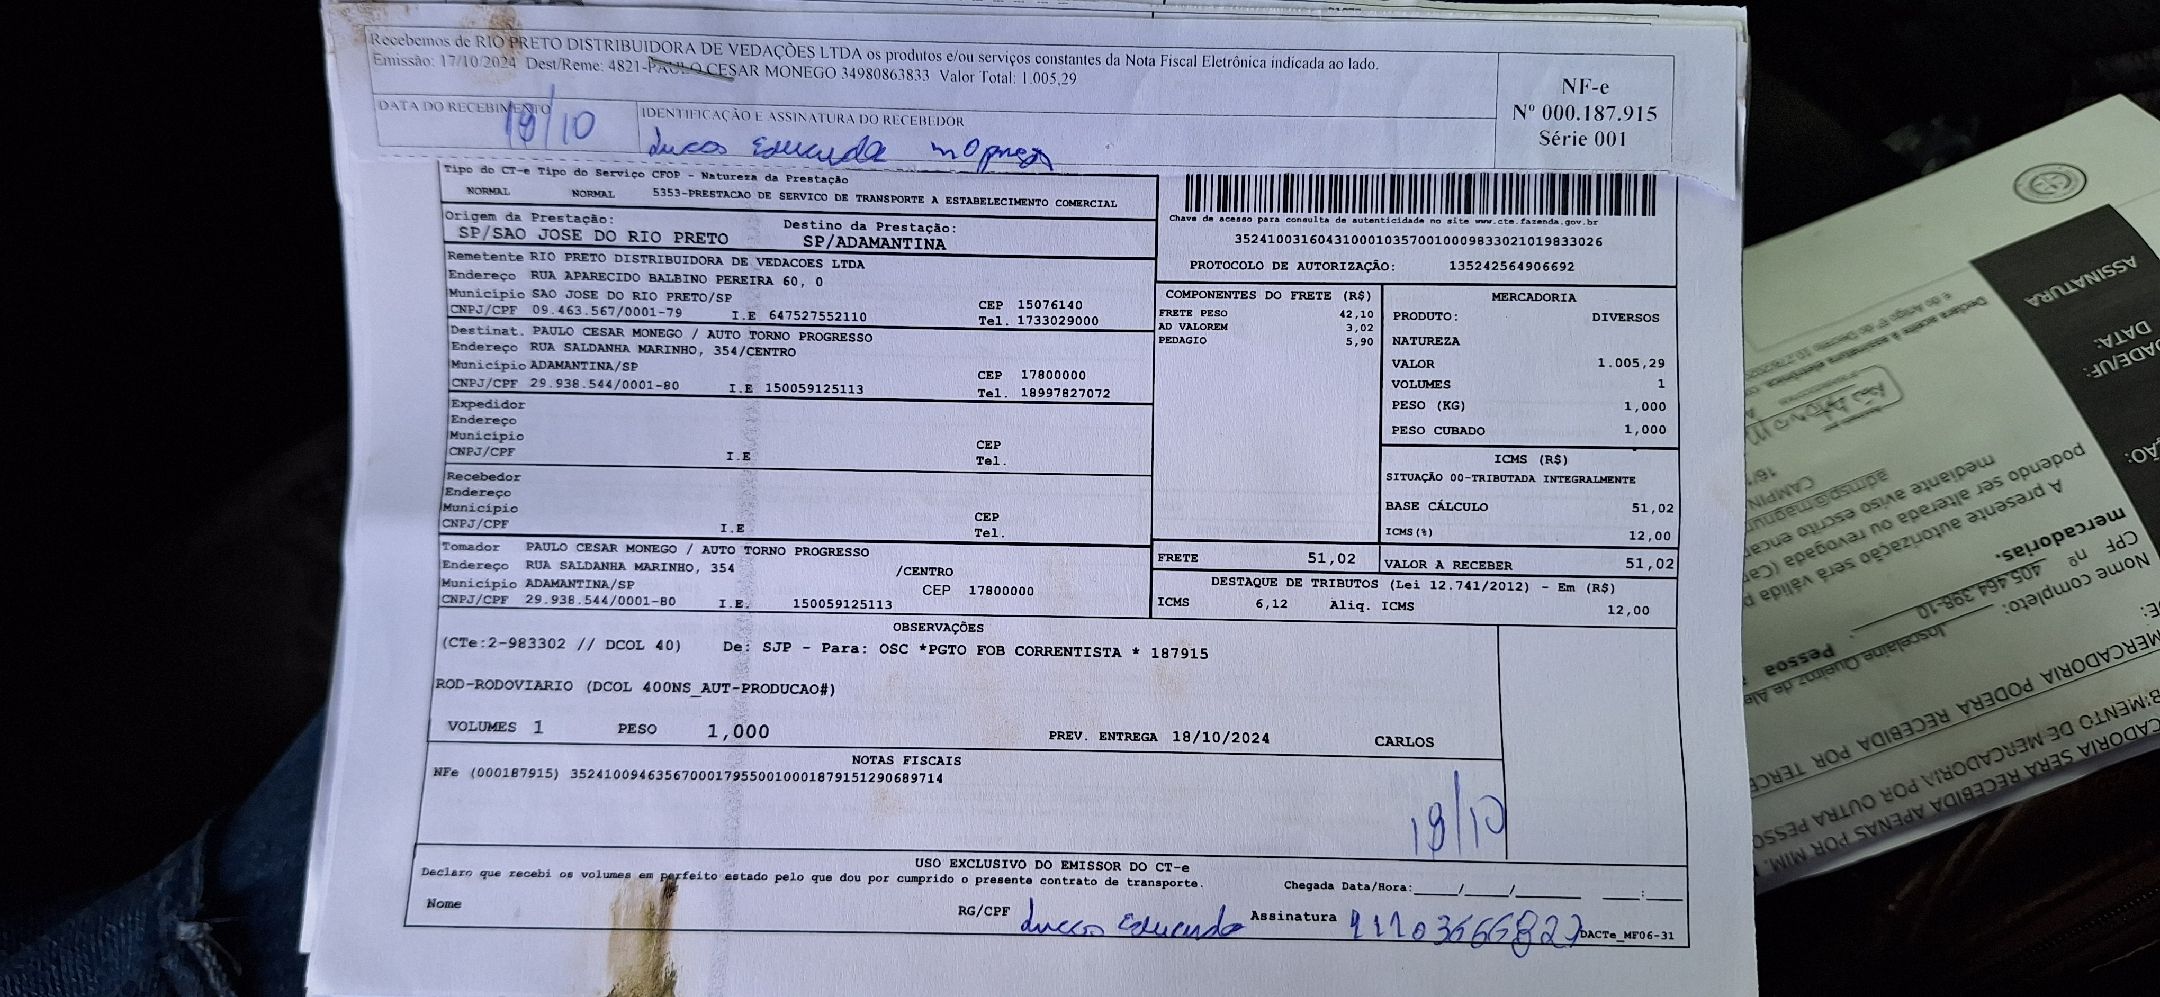 Recebemos de RIO PRETO DISTRIBUIDORA DE VEDAÇÕES LTDA os produtos e/ou serviços constantes da Nota Fiscal Eletrônica indicada ao lado.
Emissão: 17/10/2024 Dest/Reme: 4821-PAULO CESAR MONEGO 34980863833 Valor Total: 1.005,29
NF-e
Nº 000.187.915
Série 001
DATA DO RECEBIMENTO
19/10
IDENTIFICAÇÃO E ASSINATURA DO RECEBEDOR
Tipo do CT-e Tipo do Serviço CFOP - Natureza da Prestação
NORMAL NORMAL 5353-PRESTACAO DE SERVICO DE TRANSPORTE A ESTABELECIMENTO COMERCIAL
Origem da Prestação: Destino da Prestação:
SP/SAO JOSE DO RIO PRETO SP/ADAMANTINA
Chave de acesso para consulta de autenticidade no site www.cte.fazenda.gov.br
35241003160431000103570010009833021019833026
PROTOCOLO DE AUTORIZAÇÃO: 135242564906692
Remetente RIO PRETO DISTRIBUIDORA DE VEDACOES LTDA
Endereço RUA APARECIDO BALBINO PEREIRA 60, 0
Município SAO JOSE DO RIO PRETO/SP CEP 15076140
CNPJ/CPF 09.463.567/0001-79 I.E 647527552110 Tel. 1733029000
Destinat. PAULO CESAR MONEGO / AUTO TORNO PROGRESSO
Endereço RUA SALDANHA MARINHO, 354/CENTRO
Município ADAMANTINA/SP CEP 17800000
CNPJ/CPF 29.938.544/0001-80 I.E 150059125113 Tel. 18997827072
Expedidor
Endereço
Município CEP
CNPJ/CPF I.E Tel.
Recebedor
Endereço
Município CEP
CNPJ/CPF I.E Tel.
Tomador PAULO CESAR MONEGO / AUTO TORNO PROGRESSO
Endereço RUA SALDANHA MARINHO, 354 /CENTRO
Município ADAMANTINA/SP CEP 17800000
CNPJ/CPF 29.938.544/0001-80 I.E. 150059125113
COMPONENTES DO FRETE (R$)
FRETE PESO 42,10
AD VALOREM 3,02
PEDAGIO 5,90
MERCADORIA
PRODUTO: DIVERSOS
NATUREZA
VALOR 1.005,29
VOLUMES 1
PESO (KG) 1,000
PESO CUBADO 1,000
ICMS (R$)
SITUAÇÃO 00-TRIBUTADA INTEGRALMENTE
BASE CÁLCULO 51,02
ICMS(%) 12,00
FRETE 51,02 VALOR A RECEBER 51,02
DESTAQUE DE TRIBUTOS (Lei 12.741/2012) - Em (R$)
ICMS 6,12 Aliq. ICMS 12,00
OBSERVAÇÕES
(CTe:2-983302 // DCOL 40) De: SJP - Para: OSC *PGTO FOB CORRENTISTA * 187915
ROD-RODOVIARIO (DCOL 400NS_AUT-PRODUCAO#)
VOLUMES 1 PESO 1,000 PREV. ENTREGA 18/10/2024 CARLOS
NOTAS FISCAIS
NFe (000187915) 35241009463567000179550010001879151290689714
19/10
USO EXCLUSIVO DO EMISSOR DO CT-e
Declaro que recebi os volumes em perfeito estado pelo que dou por cumprido o presente contrato de transporte.
Chegada Data/Hora:____/____/________ ____:____
Nome RG/CPF Assinatura
DACTe_MF06-31
ASSINATURA
DATA:
mercadorias.
CPF nº 405.464.398-10
Nome completo: Joscelaine Queiroz de
Pessoa